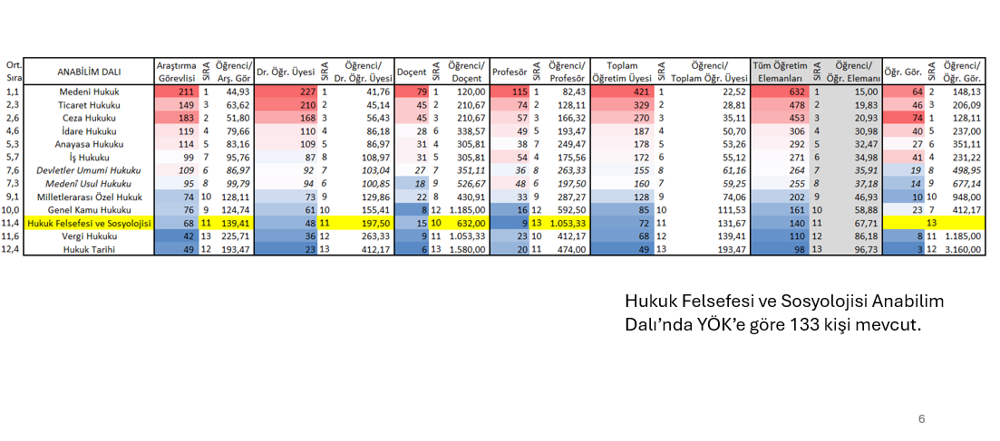 Ort. Sıra ANABİLİM DALI Araştırma Görevlisi SIRA Öğrenci/ Arş. Gör Dr. Öğr. Üyesi SIRA Öğrenci/ Dr. Öğr. Üyesi Doçent SIRA Öğrenci/ Doçent Profesör SIRA Öğrenci/ Profesör Toplam Öğretim Üyesi SIRA Öğrenci/ Toplam Öğr. Üyesi Tüm Öğretim Elemanları SIRA Öğrenci/ Öğr. Elemanı Öğr. Gör. SIRA Öğrenci/ Öğr. Gör.
1,1 Medeni Hukuk 211 1 44,93 227 1 41,76 79 1 120,00 115 1 82,43 421 1 22,52 632 1 15,00 64 2 148,13
2,3 Ticaret Hukuku 149 3 63,62 210 2 45,14 45 2 210,67 74 2 128,11 329 2 28,81 478 2 19,83 46 3 206,09
2,6 Ceza Hukuku 183 2 51,80 168 3 56,43 45 3 210,67 57 3 166,32 270 3 35,11 453 3 20,93 74 1 128,11
4,6 İdare Hukuku 119 4 79,66 110 4 86,18 28 6 338,57 49 5 193,47 187 4 50,70 306 4 30,98 40 5 237,00
5,3 Anayasa Hukuku 114 5 83,16 109 5 86,97 31 4 305,81 38 7 249,47 178 5 53,26 292 5 32,47 27 6 351,11
5,7 İş Hukuku 99 7 95,76 87 8 108,97 31 5 305,81 54 4 175,56 172 6 55,12 271 6 34,98 41 4 231,22
7,6 Devletler Umumi Hukuku 109 6 86,97 92 7 103,04 27 7 351,11 36 8 263,33 155 8 61,16 264 7 35,91 19 8 498,95
7,3 Medenî Usul Hukuku 95 8 99,79 94 6 100,85 18 9 526,67 48 6 197,50 160 7 59,25 255 8 37,18 14 9 677,14
9,1 Milletlerarası Özel Hukuk 74 10 128,11 73 9 129,86 22 8 430,91 33 9 287,27 128 9 74,06 202 9 46,93 10 10 948,00
10,0 Genel Kamu Hukuku 76 9 124,74 61 10 155,41 8 12 1.185,00 16 12 592,50 85 10 111,53 161 10 58,88 23 7 412,17
11,4 Hukuk Felsefesi ve Sosyolojisi 68 11 139,41 48 11 197,50 15 10 632,00 9 13 1.053,33 72 11 131,67 140 11 67,71 13
11,6 Vergi Hukuku 42 13 225,71 36 12 263,33 9 11 1.053,33 23 10 412,17 68 12 139,41 110 12 86,18 8 11 1.185,00
12,4 Hukuk Tarihi 49 12 193,47 23 13 412,17 6 13 1.580,00 20 11 474,00 49 13 193,47 98 13 96,73 3 12 3.160,00
Hukuk Felsefesi ve Sosyolojisi Anabilim
Dalı’nda YÖK’e göre 133 kişi mevcut.
6